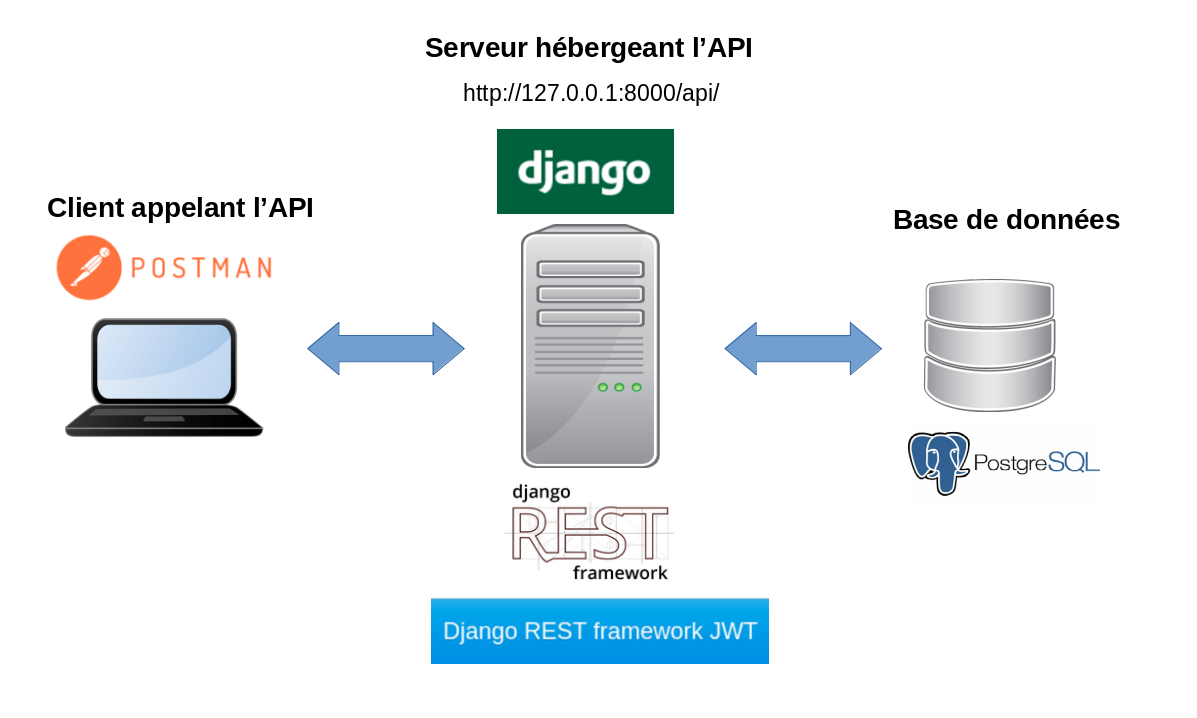 Serveur hébergeant l’API
http://127.0.0.1:8000/api/
django
Client appelant l’API
POSTMAN
Base de données
PostgreSQL
django
REST
framework
Django REST framework JWT